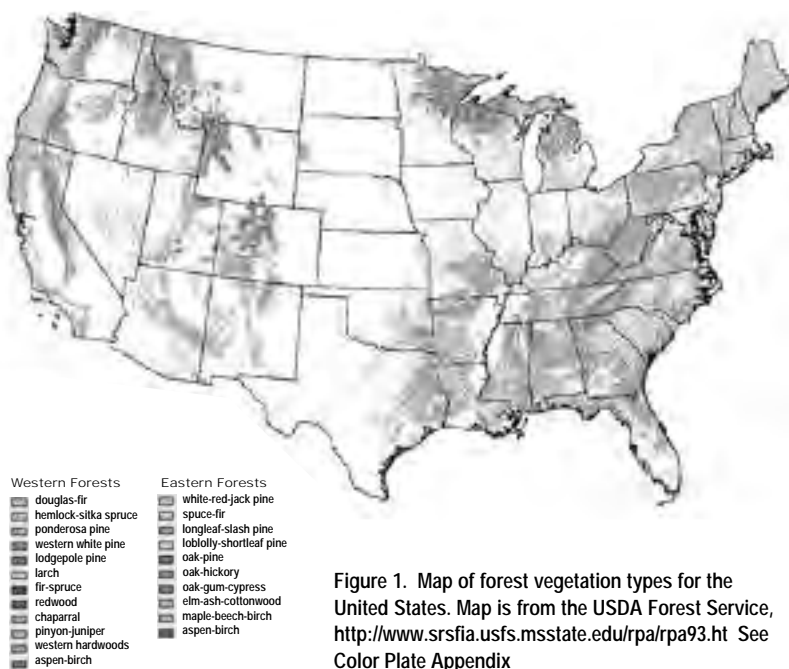 Western Forests
douglas-fir
hemlock-sitka spruce
ponderosa pine
western white pine
lodgepole pine
larch
fir-spruce
redwood
chaparral
pinyon-juniper
western hardwoods
aspen-birch
Eastern Forests
white-red-jack pine
spuce-fir
longleaf-slash pine
loblolly-shortleaf pine
oak-pine
oak-hickory
oak-gum-cypress
elm-ash-cottonwood
maple-beech-birch
aspen-birch
Figure 1. Map of forest vegetation types for the
United States. Map is from the USDA Forest Service,
http://www.srsfia.usfs.msstate.edu/rpa/rpa93.ht See
Color Plate Appendix